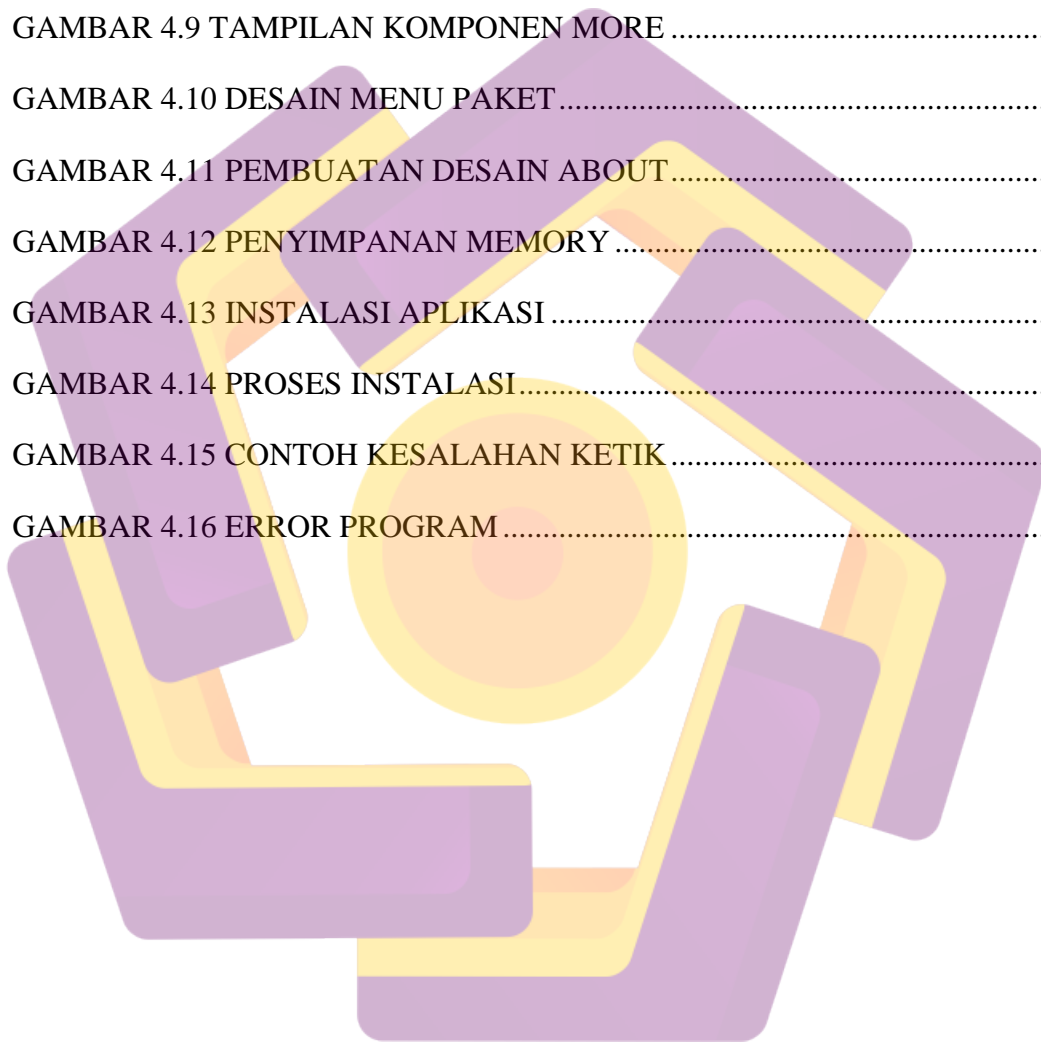 GAMBAR 4.9 TAMPILAN KOMPONEN MORE ..............................................
GAMBAR 4.10 DESAIN MENU PAKET ............................................................
GAMBAR 4.11 PEMBUATAN DESAIN ABOUT ..............................................
GAMBAR 4.12 PENYIMPANAN MEMORY .....................................................
GAMBAR 4.13 INSTALASI APLIKASI .............................................................
GAMBAR 4.14 PROSES INSTALASI .................................................................
GAMBAR 4.15 CONTOH KESALAHAN KETIK ..............................................
GAMBAR 4.16 ERROR PROGRAM ...................................................................